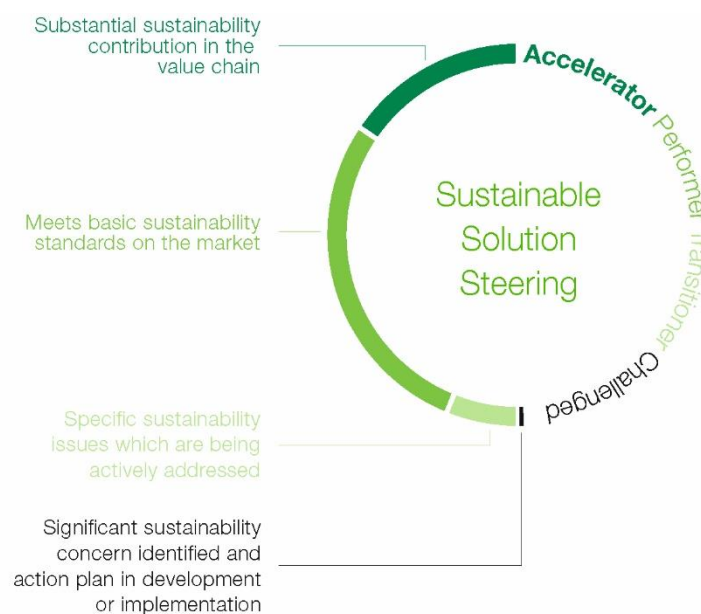 Substantial sustainability
contribution in the
value chain
Accelerator
Performer
Transitioner
Challenged
Sustainable
Solution
Steering
Meets basic sustainability
standards on the market
Specific sustainability
issues which are being
actively addressed
Significant sustainability
concern identified and
action plan in development
or implementation